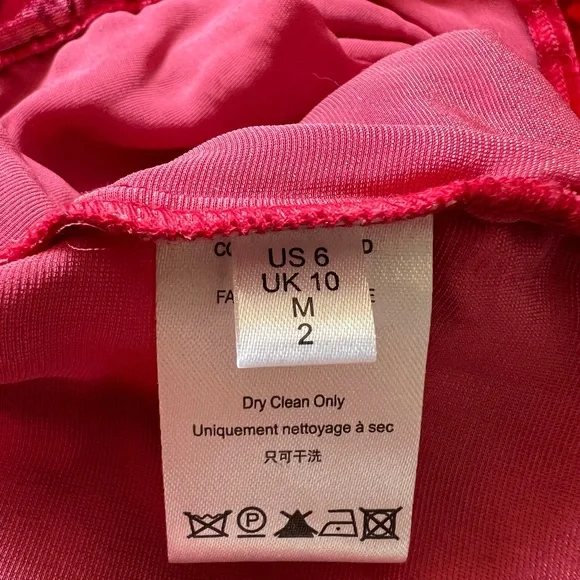 US 6
UK 10
M
2
Dry Clean Only
Uniquement nettoyage à sec
只可干洗
P